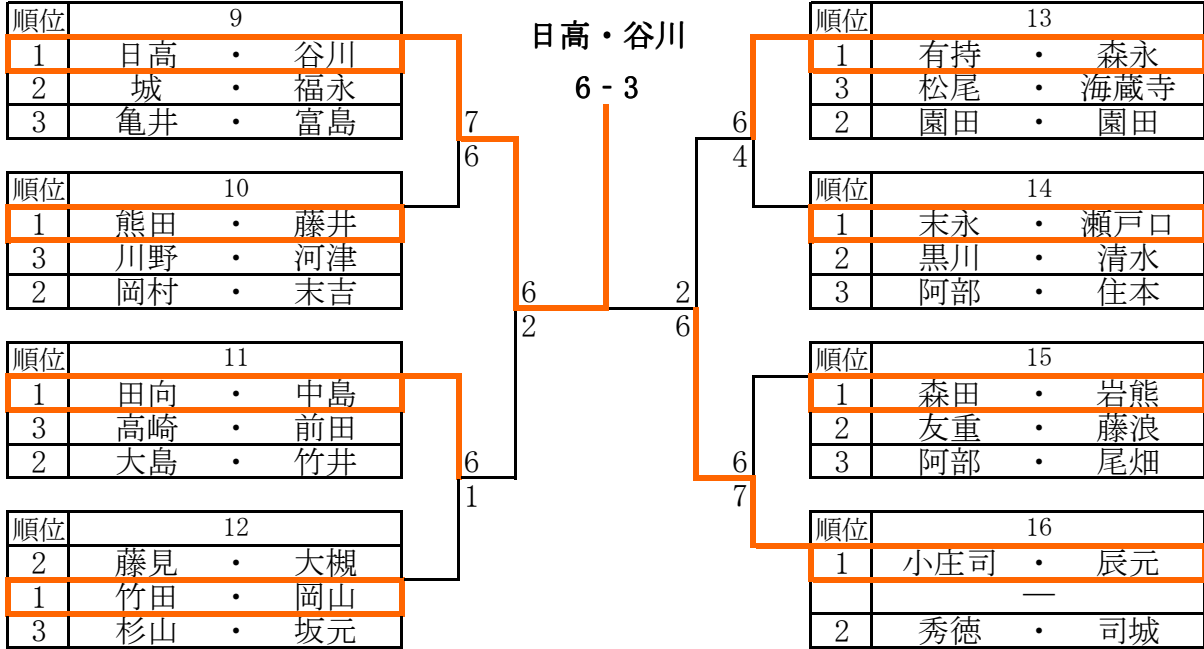 順位 9
1 日高 ・ 谷川
2 城 ・ 福永
3 亀井 ・ 富島
7
6
順位 10
1 熊田 ・ 藤井
3 川野 ・ 河津
2 岡村 ・ 末吉
6
2
順位 11
1 田向 ・ 中島
3 高崎 ・ 前田
2 大島 ・ 竹井
6
1
順位 12
2 藤見 ・ 大槻
1 竹田 ・ 岡山
3 杉山 ・ 坂元
日高・谷川
6 - 3
順位 13
1 有持 ・ 森永
3 松尾 ・ 海蔵寺
2 園田 ・ 園田
6
4
順位 14
1 末永 ・ 瀬戸口
2 黒川 ・ 清水
3 阿部 ・ 住本
2
6
順位 15
1 森田 ・ 岩熊
2 友重 ・ 藤浪
3 阿部 ・ 尾畑
6
7
順位 16
1 小庄司 ・ 辰元
―
2 秀徳 ・ 司城